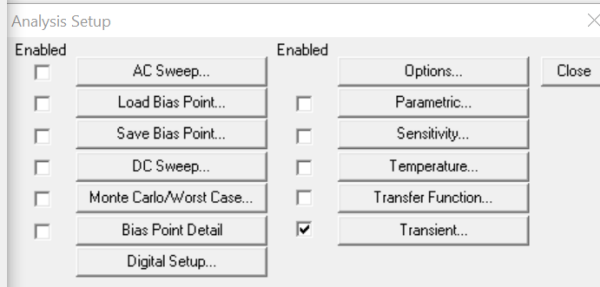 Analysis Setup
Enabled Enabled
AC Sweep... Options... Close
Load Bias Point... Parametric...
Save Bias Point... Sensitivity...
DC Sweep... Temperature...
Monte Carlo/Worst Case... Transfer Function...
Bias Point Detail Transient...
Digital Setup...